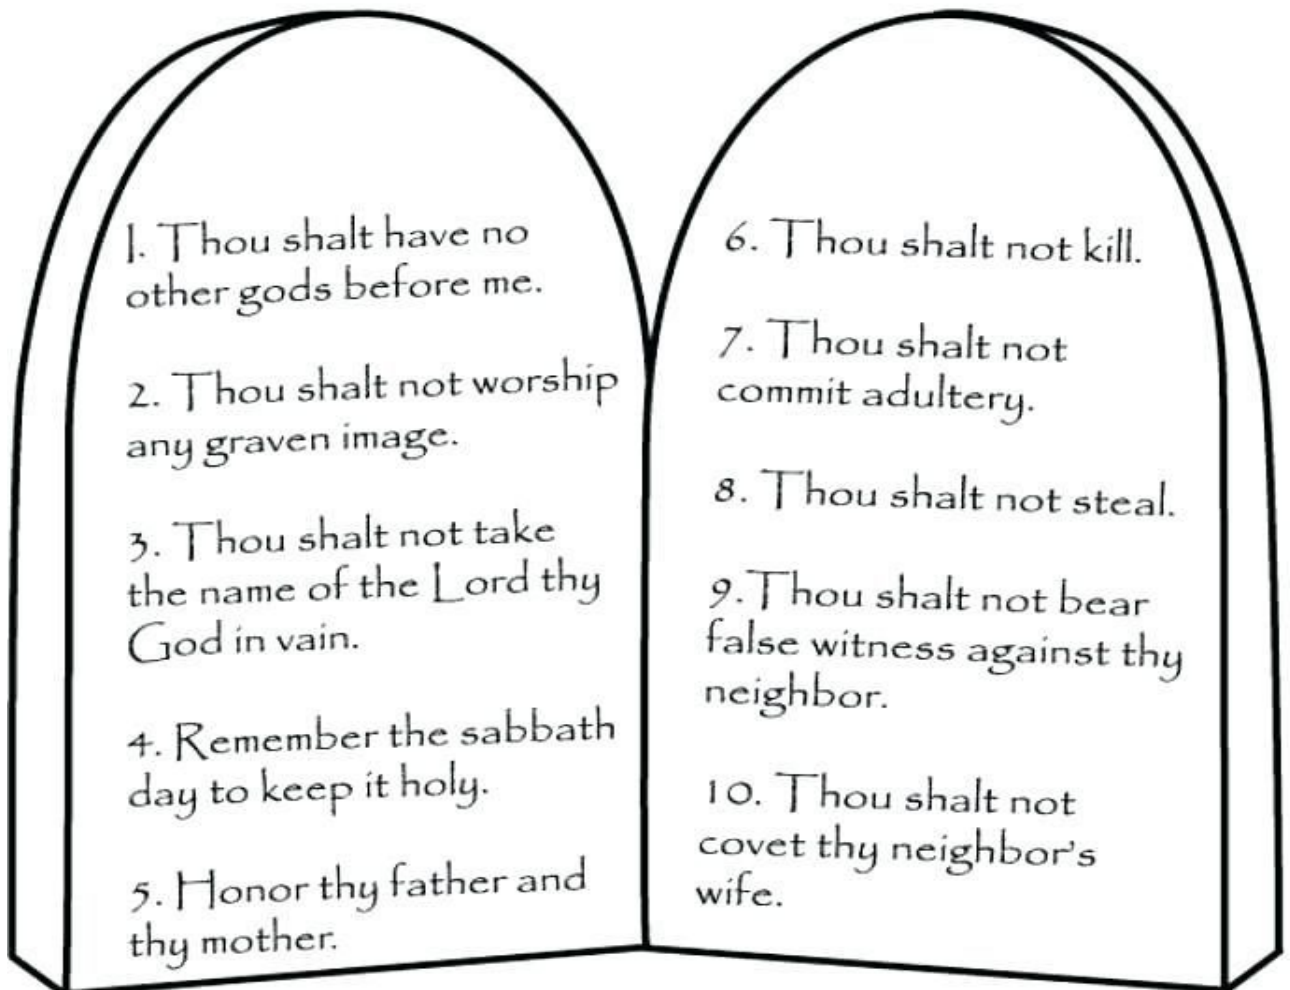 1. Thou shalt have no
other gods before me.
2. Thou shalt not worship
any graven image.
3. Thou shalt not take
the name of the Lord thy
God in vain.
4. Remember the sabbath
day to keep it holy.
5. Honor thy father and
thy mother.
6. Thou shalt not kill.
7. Thou shalt not
commit adultery.
8. Thou shalt not steal.
9.Thou shalt not bear
false witness against thy
neighbor.
10. Thou shalt not
covet thy neighbor's
wife.